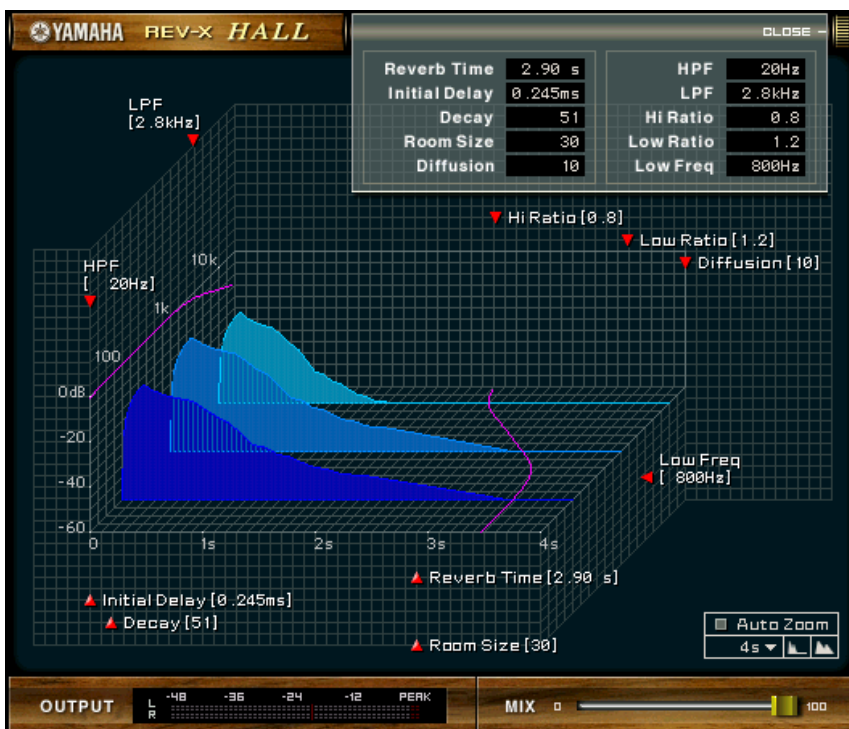 YAMAHA REV-X HALL
CLOSE –
Reverb Time 2.90 s
Initial Delay 0.245ms
Decay 51
Room Size 30
Diffusion 10
HPF 20Hz
LPF 2.8kHz
Hi Ratio 0.8
Low Ratio 1.2
Low Freq 800Hz
LPF
[2.8kHz]
Hi Ratio [0.8]
Low Ratio [1.2]
Diffusion [10]
HPF
[ 20Hz]
10k
1k
100
0dB
-20
-40
-60
0 1s 2s 3s 4s
Low Freq
[ 800Hz]
Reverb Time [2.90 s]
Initial Delay [0.245ms]
Decay [51]
Room Size [30]
Auto Zoom
4s
OUTPUT
L
R
-48 -36 -24 -12 PEAK
MIX 0 100